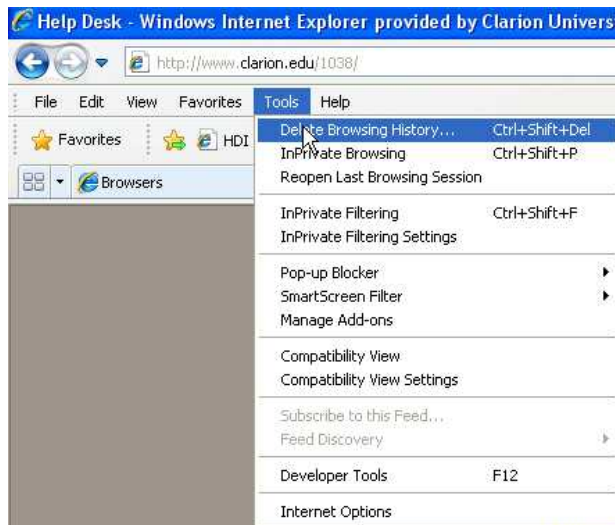 Help Desk - Windows Internet Explorer provided by Clarion Univers
http://www.clarion.edu/1038/
File Edit View Favorites Tools Help
Favorites HDI
Browsers
Delete Browsing History... Ctrl+Shift+Del
InPrivate Browsing Ctrl+Shift+P
Reopen Last Browsing Session
InPrivate Filtering Ctrl+Shift+F
InPrivate Filtering Settings
Pop-up Blocker
SmartScreen Filter
Manage Add-ons
Compatibility View
Compatibility View Settings
Subscribe to this Feed...
Feed Discovery
Developer Tools F12
Internet Options